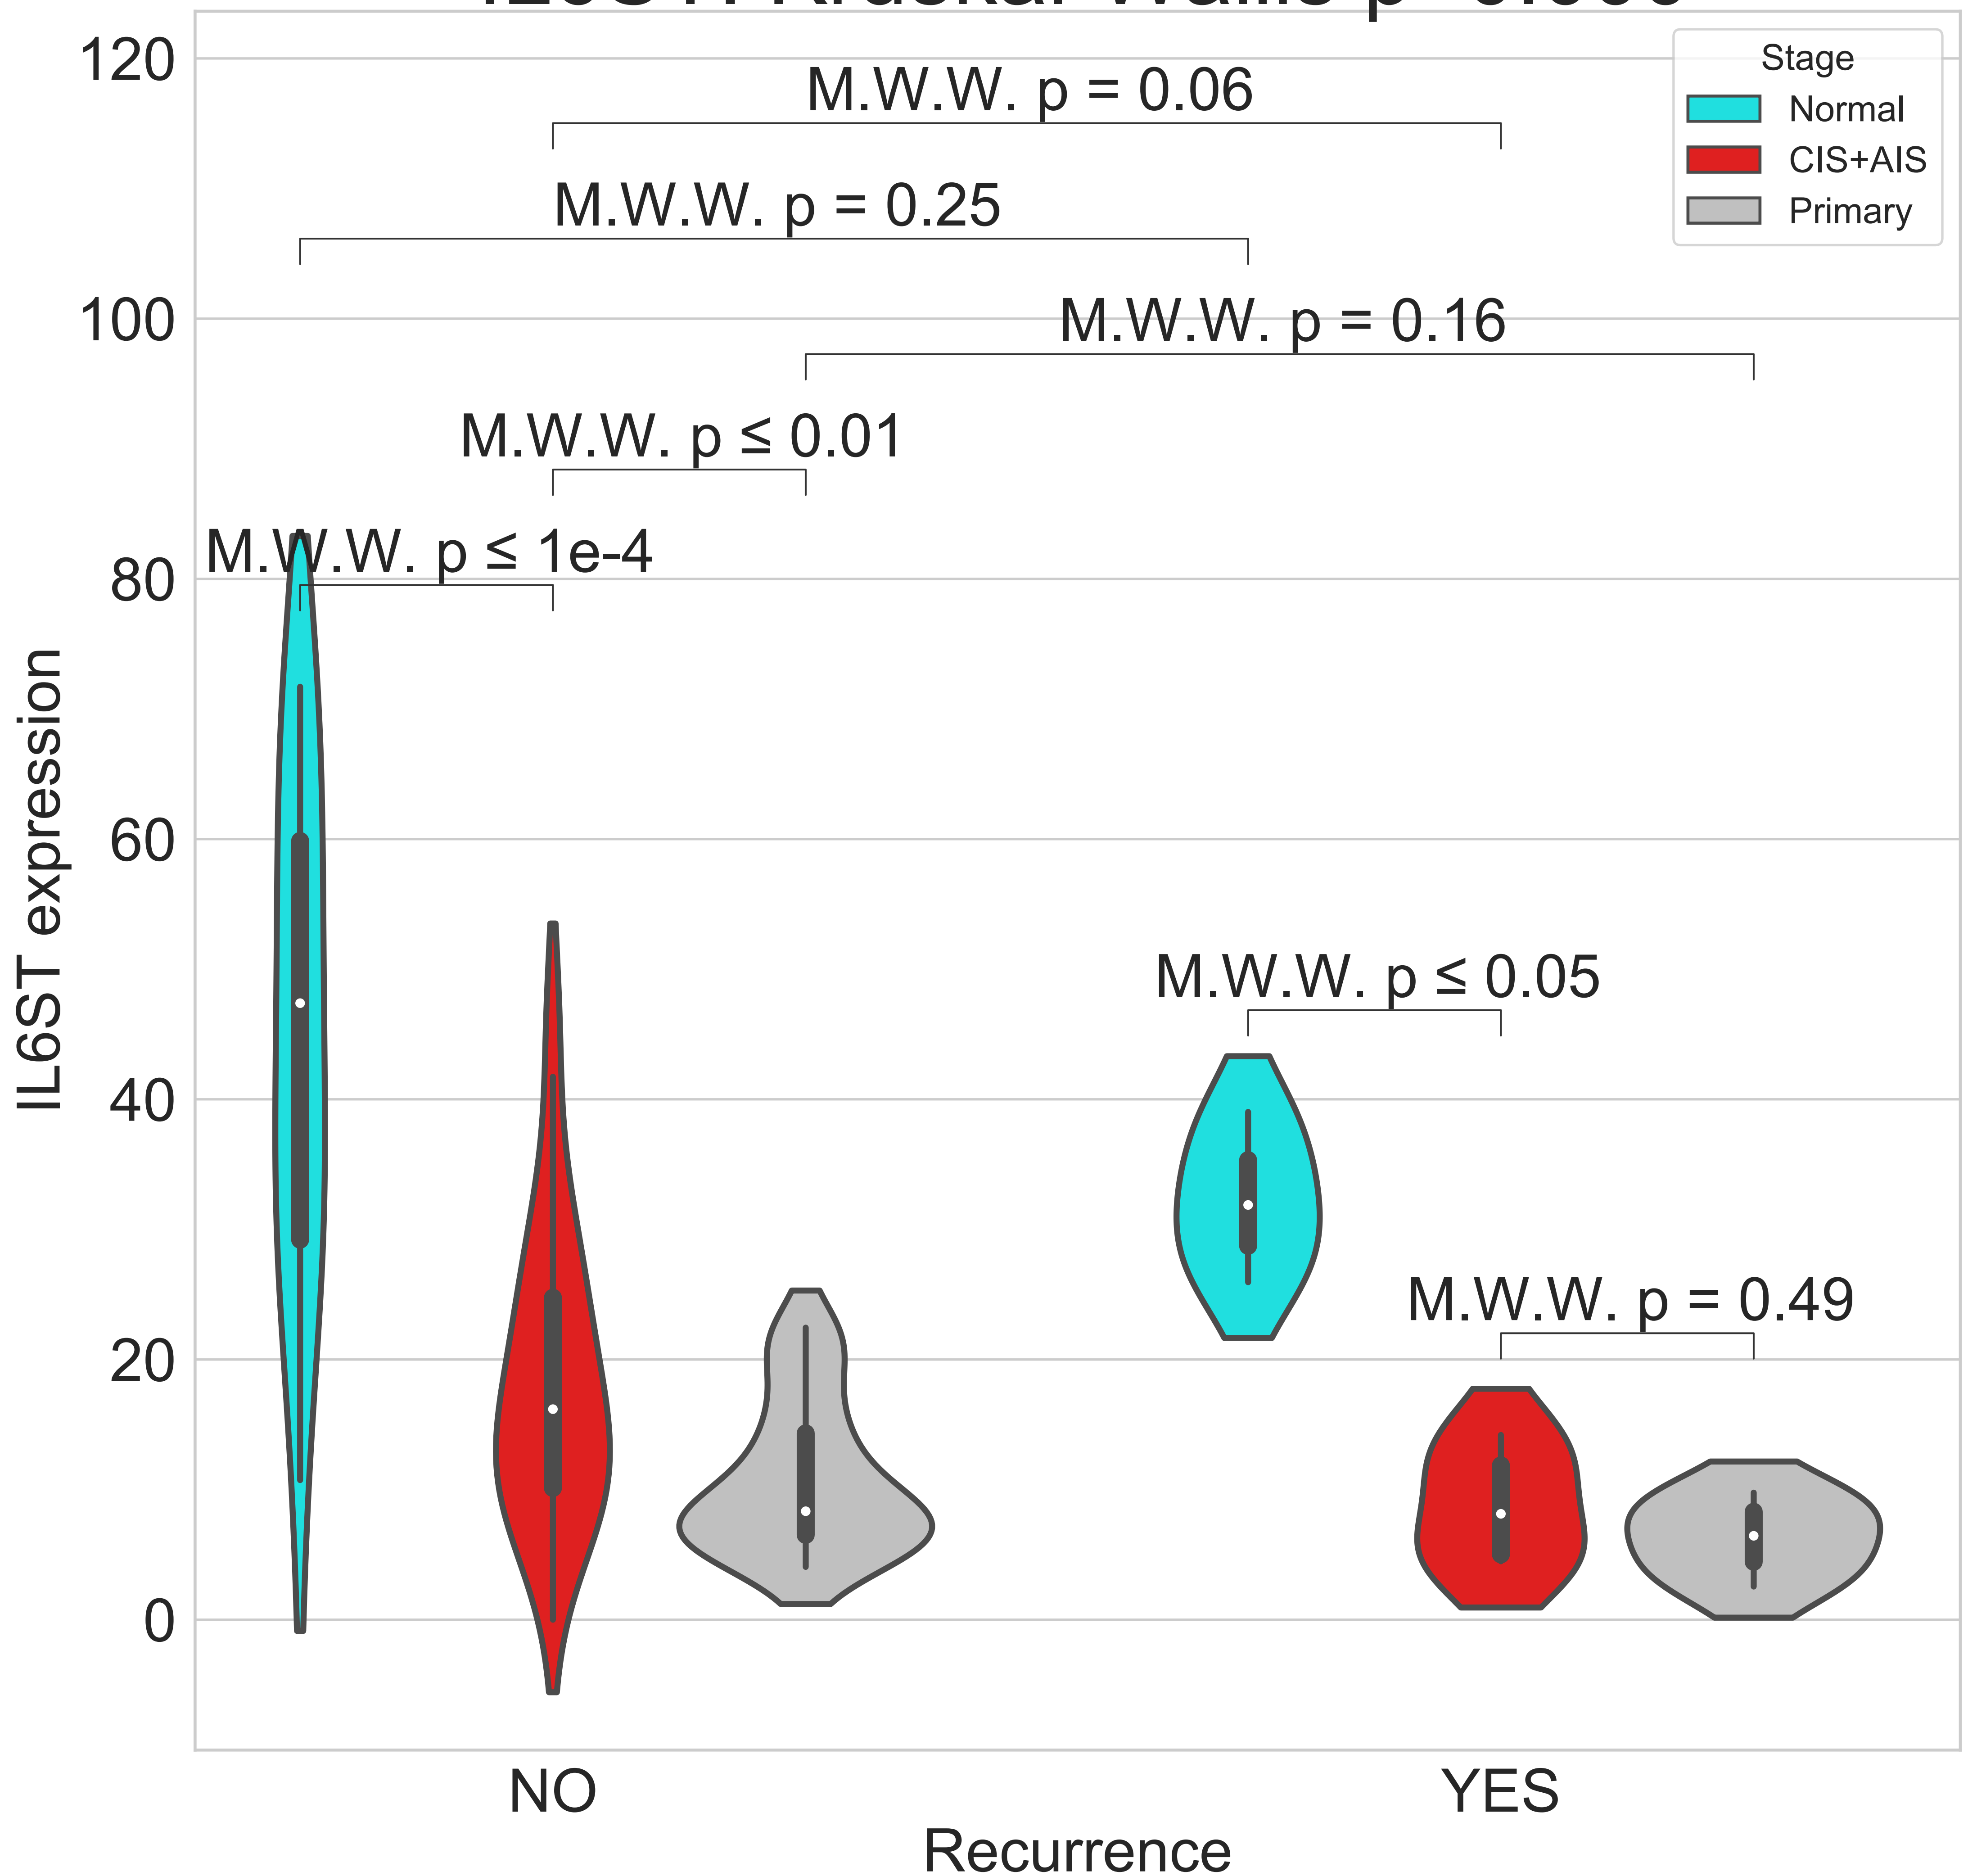 120
Stage
Normal
CIS+AIS
Primary
M.W.W. p = 0.06
M.W.W. p = 0.25
100
M.W.W. p = 0.16
M.W.W. p ≤ 0.01
M.W.W. p ≤ 1e-4
80
60
IL6ST expression
M.W.W. p ≤ 0.05
40
M.W.W. p = 0.49
20
0
NO
YES
Recurrence